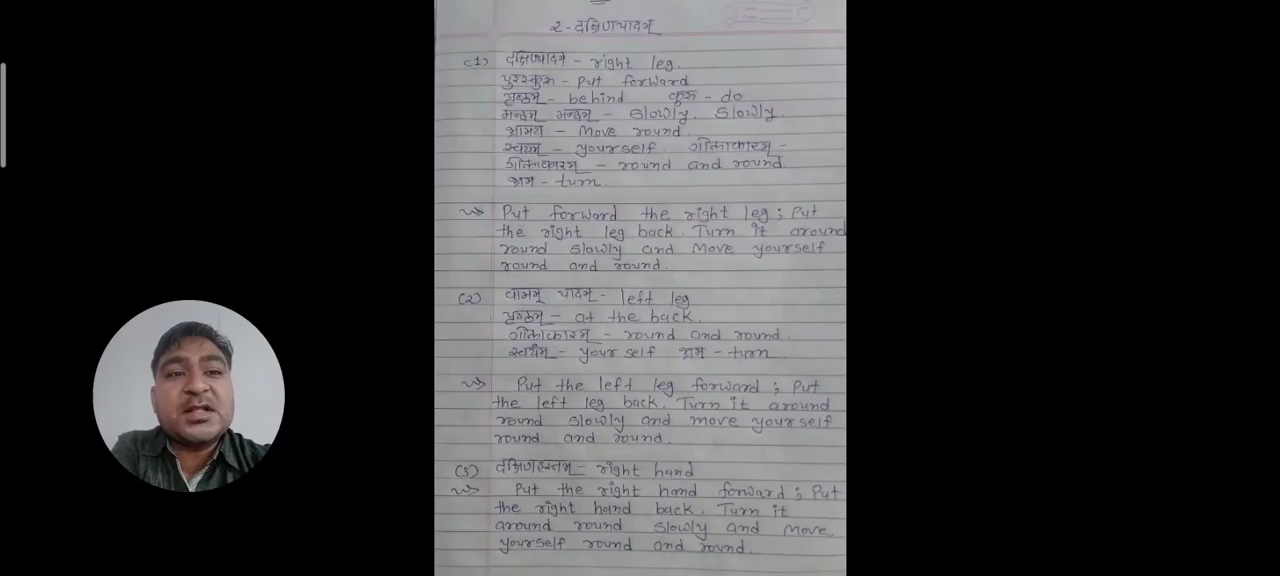 २-दक्षिणपादम्
(1) दक्षिणपादम् - right leg.
पुरस्कुरु - Put forward
पृष्ठतम् - behind कुरु - do
मन्दम् मन्दम् - slowly. slowly.
भ्रामय - Move round.
स्वयम् - yourself. गोलाकारम् -
गोलाकारम् - round and round.
भ्रम - turn.
Put forward the right leg; Put
the right leg back. Turn it around
round slowly and Move yourself
round and round.
(2) वामम् पादम् - left leg
पृष्ठतम् - at the back.
गोलाकारम् - round and round.
स्वयम् - your self भ्रम - turn.
Put the left leg forward; Put
the left leg back. Turn it around
round slowly and move yourself
round and round.
(3) दक्षिणहस्तम् - right hand
Put the right hand forward; Put
the right hand back. Turn it
around round slowly and move
yourself round and round.